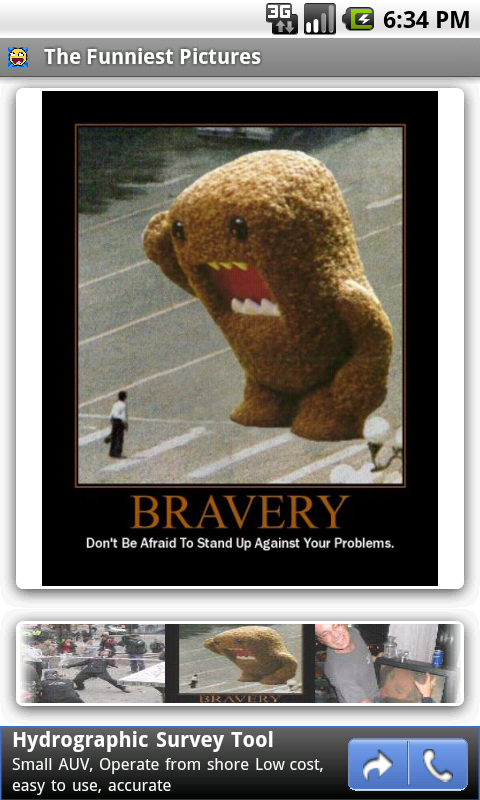 3G 6:34 PM
The Funniest Pictures
BRAVERY
Don't Be Afraid To Stand Up Against Your Problems.
BRAVERY
Hydrographic Survey Tool
Small AUV, Operate from shore Low cost,
easy to use, accurate